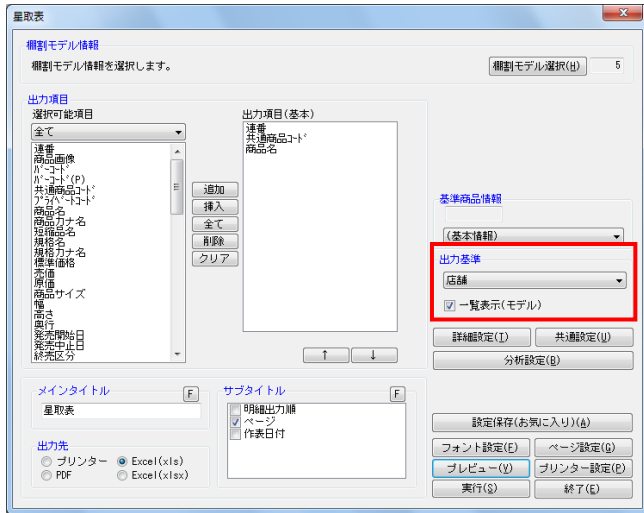 星取表
棚割モデル情報
棚割モデル情報を選択します。
棚割モデル選択(H)
5
出力項目
選択可能項目
全て
連番
商品画像
ﾊﾞｰｺｰﾄﾞ
ﾊﾞｰｺｰﾄﾞ(P)
共通商品ｺｰﾄﾞ
ﾌﾟﾗｲﾍﾞｰﾄｺｰﾄﾞ
商品名
商品カナ名
短縮品名
規格名
規格カナ名
標準価格
売価
原価
商品サイズ
幅
高さ
奥行
発売開始日
発売中止日
終売区分
追加
挿入
全て
削除
クリア
出力項目(基本)
連番
共通商品ｺｰﾄﾞ
商品名
↑
↓
基準商品情報
(基本情報)
出力基準
店舗
一覧表示(モデル)
詳細設定(I)
共通設定(U)
分析設定(B)
メインタイトル
F
星取表
サブタイトル
F
明細出力順
ページ
作表日付
出力先
プリンター
Excel(xls)
PDF
Excel(xlsx)
設定保存(お気に入り)(A)
フォント設定(F)
ページ設定(G)
プレビュー(V)
プリンター設定(P)
実行(S)
終了(E)